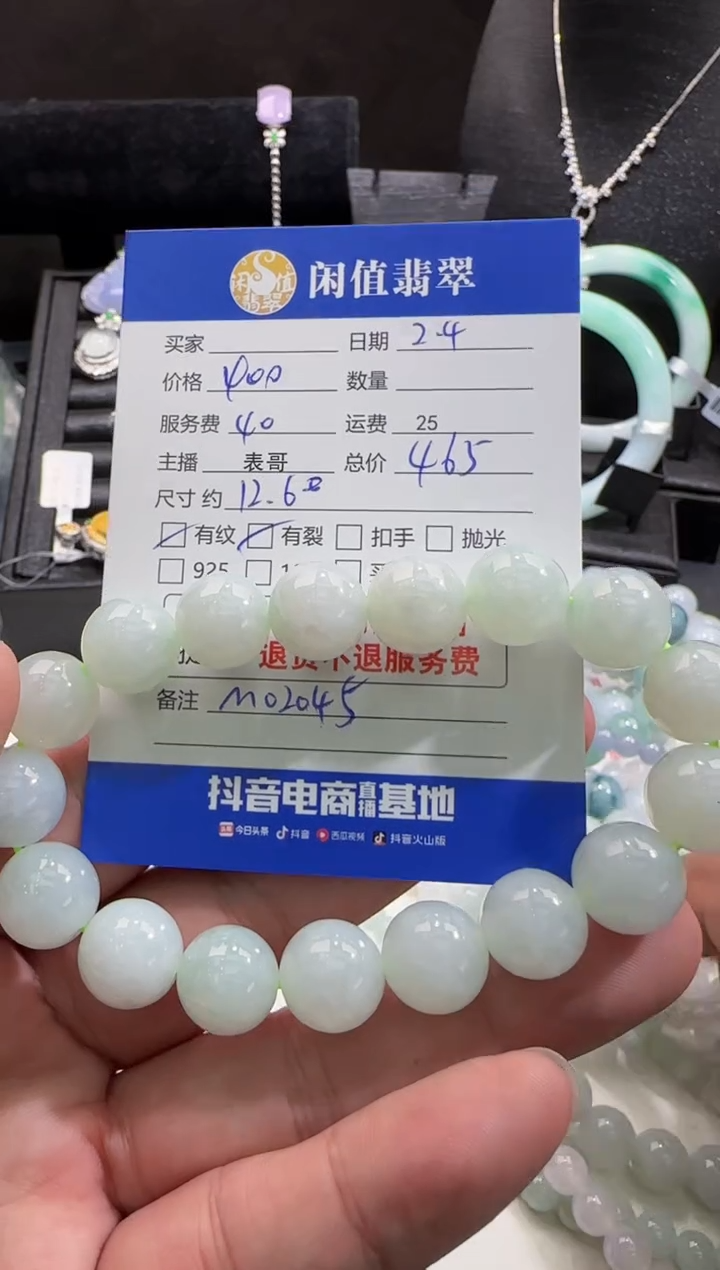 闲值翡翠
闲 值
翡翠
买家 日期 2.4
价格 400 数量
服务费 40 运费 25
主播 表哥 总价 465
尺寸 约 12.6
有纹 有裂 扣手 抛光
925
退货不退服务费
备注 M02045
抖音电商直播基地
今日头条 抖音 西瓜视频 抖音火山版